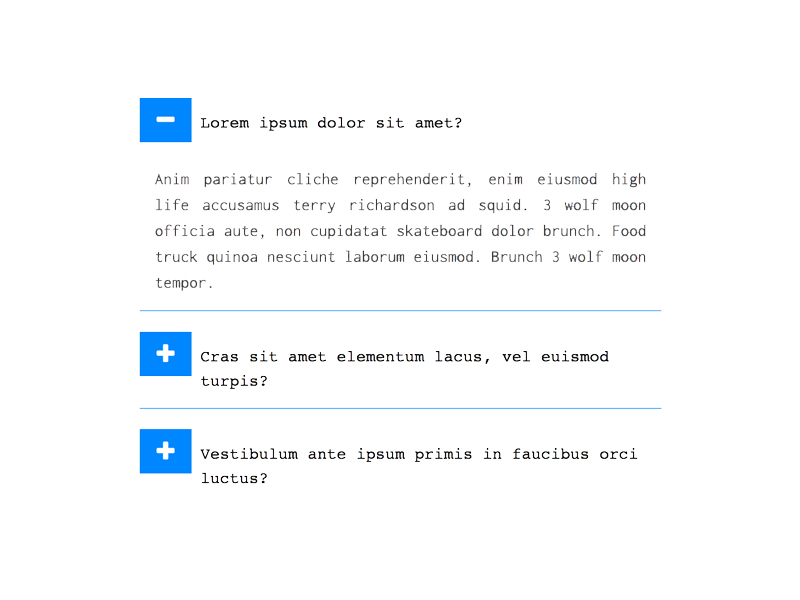 Lorem ipsum dolor sit amet?
Anim pariatur cliche reprehenderit, enim eiusmod high
life accusamus terry richardson ad squid. 3 wolf moon
officia aute, non cupidatat skateboard dolor brunch. Food
truck quinoa nesciunt laborum eiusmod. Brunch 3 wolf moon
tempor.
Cras sit amet elementum lacus, vel euismod
turpis?
Vestibulum ante ipsum primis in faucibus orci
luctus?